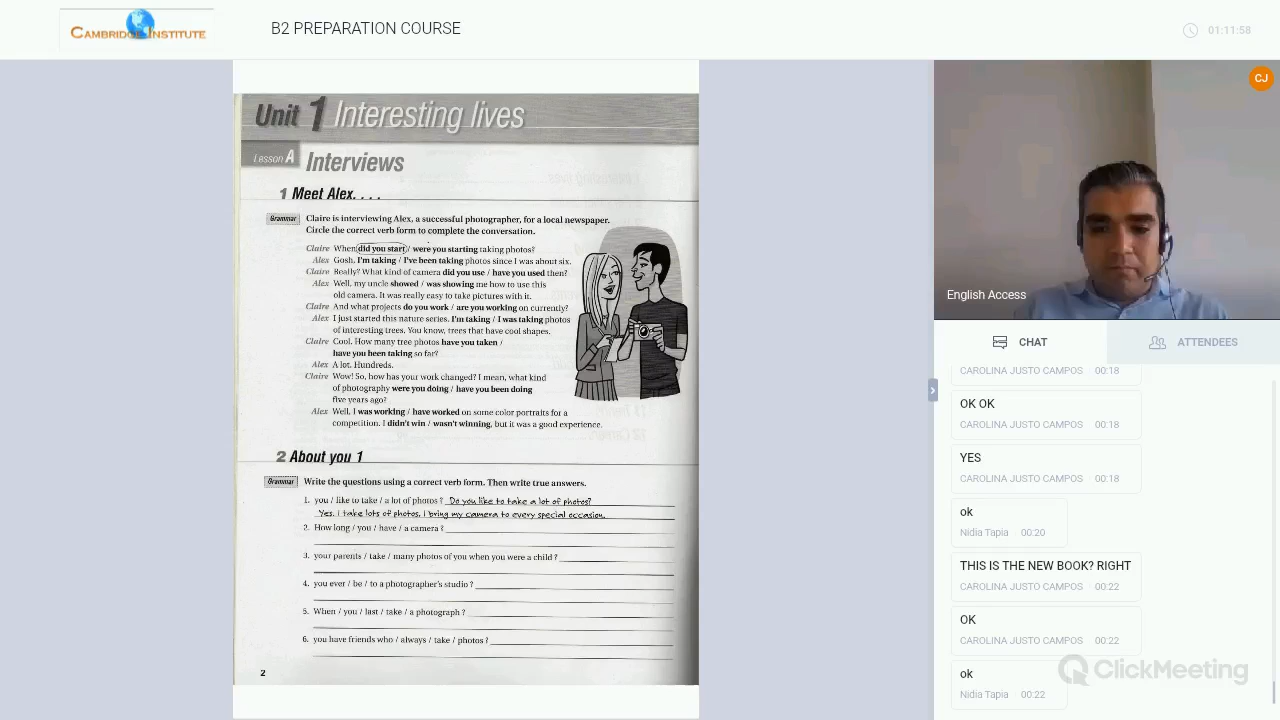 CAMBRIDGE INSTITUTE
B2 PREPARATION COURSE
01:11:58
Unit 1 Interesting lives
Lesson A Interviews
1 Meet Alex. . . .
Grammar Claire is interviewing Alex, a successful photographer, for a local newspaper.
Circle the correct verb form to complete the conversation.
Claire When did you start / were you starting taking photos?
Alex Gosh, I'm taking / I've been taking photos since I was about six.
Claire Really? What kind of camera did you use / have you used then?
Alex Well, my uncle showed / was showing me how to use this
old camera. It was really easy to take pictures with it.
Claire And what projects do you work / are you working on currently?
Alex I just started this nature series. I'm taking / I was taking photos
of interesting trees. You know, trees that have cool shapes.
Claire Cool. How many tree photos have you taken /
have you been taking so far?
Alex A lot. Hundreds.
Claire Wow! So, how has your work changed? I mean, what kind
of photography were you doing / have you been doing
five years ago?
Alex Well, I was working / have worked on some color portraits for a
competition. I didn't win / wasn't winning, but it was a good experience.
2 About you 1
Grammar Write the questions using a correct verb form. Then write true answers.
1. you / like to take / a lot of photos ? Do you like to take a lot of photos?
Yes, I take lots of photos. I bring my camera to every special occasion.
2. How long / you / have / a camera ?
3. your parents / take / many photos of you when you were a child ?
4. you ever / be / to a photographer's studio ?
5. When / you / last / take / a photograph ?
6. you have friends who / always / take / photos ?
2
CJ
English Access
CHAT
ATTENDEES
CAROLINA JUSTO CAMPOS 00:18
OK OK
CAROLINA JUSTO CAMPOS 00:18
YES
CAROLINA JUSTO CAMPOS 00:18
ok
Nidia Tapia 00:20
THIS IS THE NEW BOOK? RIGHT
CAROLINA JUSTO CAMPOS 00:22
OK
CAROLINA JUSTO CAMPOS 00:22
ok
Nidia Tapia 00:22
ClickMeeting